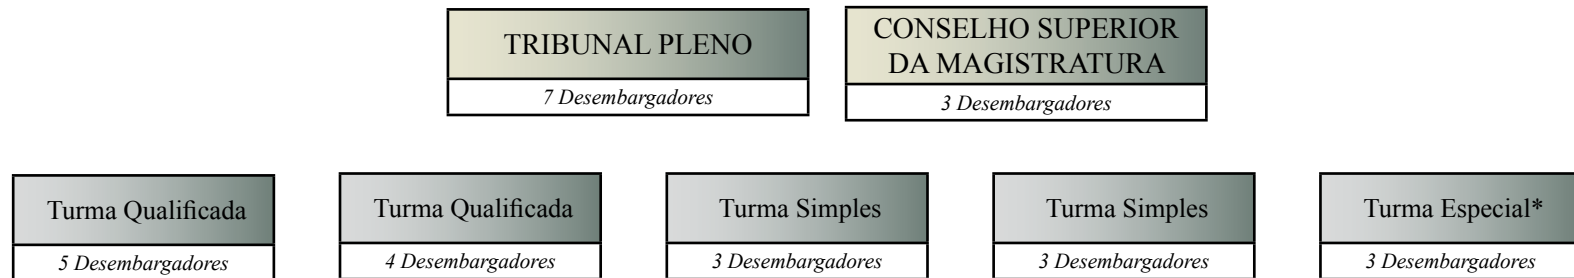 TRIBUNAL PLENO
7 Desembargadores
CONSELHO SUPERIOR
DA MAGISTRATURA
3 Desembargadores
Turma Qualificada
5 Desembargadores
Turma Qualificada
4 Desembargadores
Turma Simples
3 Desembargadores
Turma Simples
3 Desembargadores
Turma Especial*
3 Desembargadores